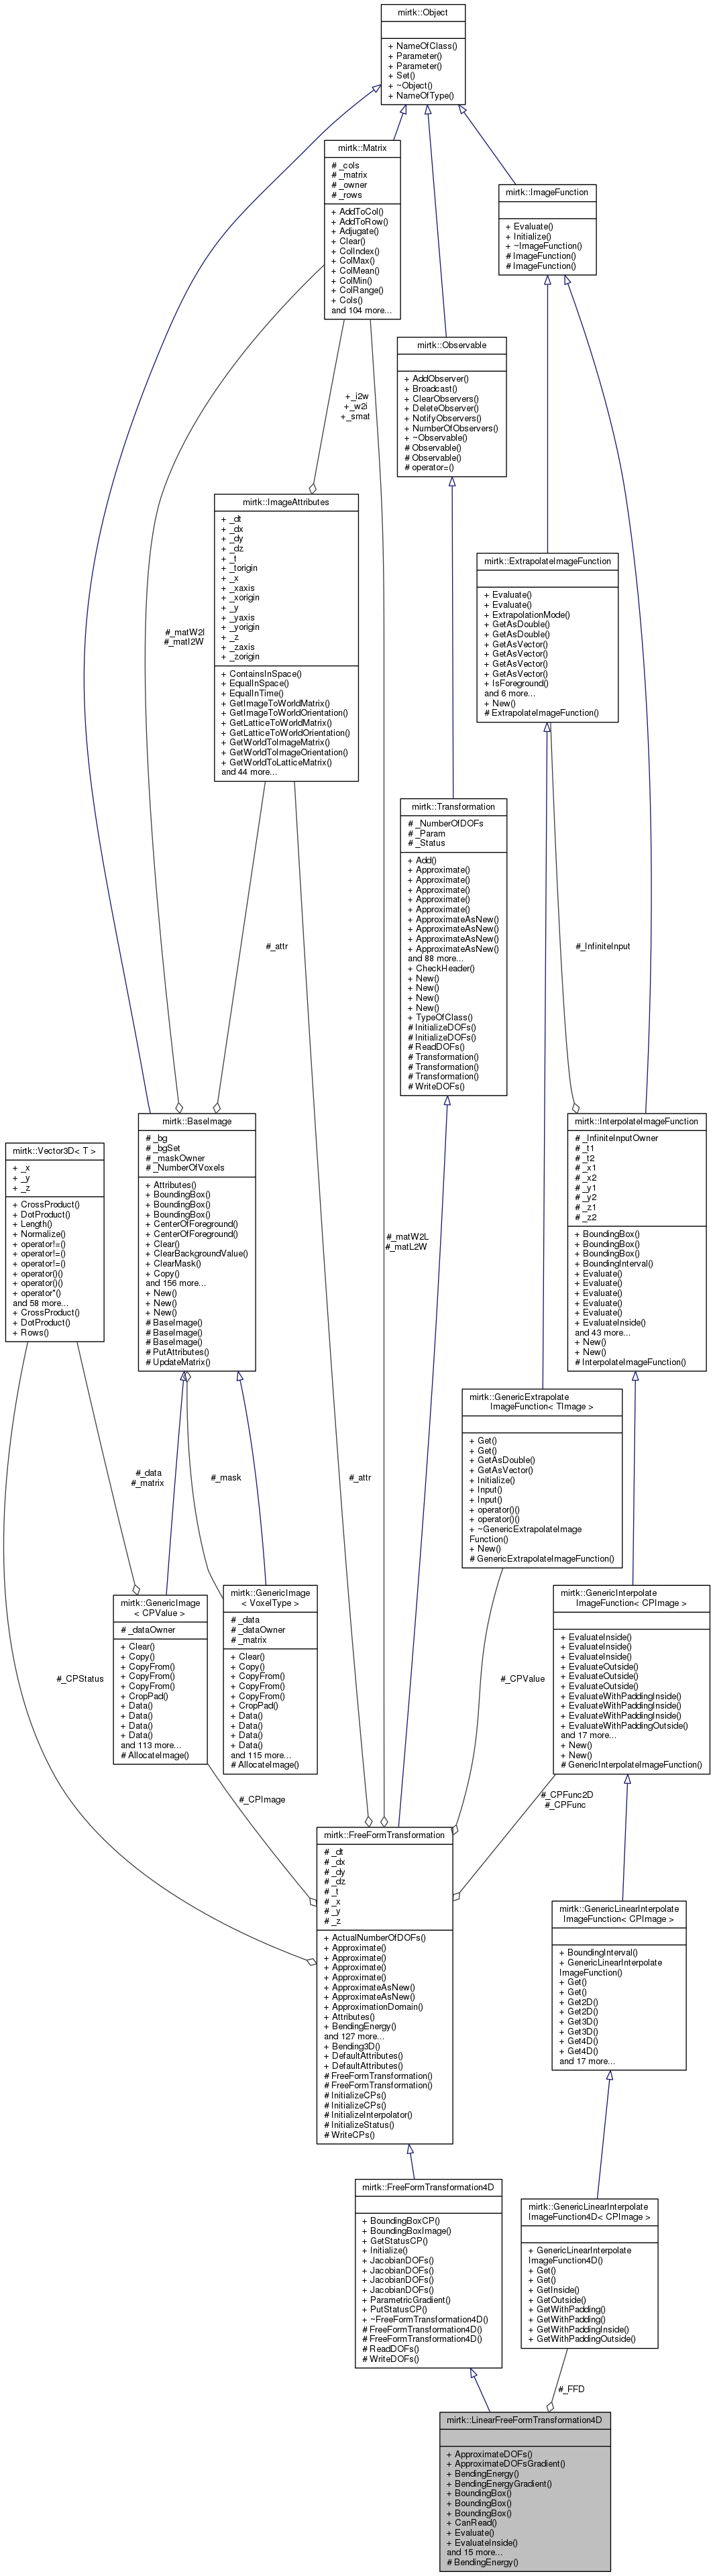 mirtk::Object
+ NameOfClass()
+ Parameter()
+ Parameter()
+ Set()
+ ~Object()
+ NameOfType()
mirtk::Matrix
# _cols
# _matrix
# _owner
# _rows
+ AddToCol()
+ AddToRow()
+ Adjugate()
+ Clear()
+ ColIndex()
+ ColMax()
+ ColMean()
+ ColMin()
+ ColRange()
+ Cols()
and 104 more...
mirtk::ImageFunction
+ Evaluate()
+ Initialize()
+ ~ImageFunction()
# ImageFunction()
# ImageFunction()
mirtk::Observable
+ AddObserver()
+ Broadcast()
+ ClearObservers()
+ DeleteObserver()
+ NotifyObservers()
+ NumberOfObservers()
+ ~Observable()
# Observable()
# Observable()
# operator=()
+_i2w
+_w2i
+_smat
mirtk::ImageAttributes
+ _dt
+ _dx
+ _dy
+ _dz
+ _t
+ _torigin
+ _x
+ _xaxis
+ _xorigin
+ _y
+ _yaxis
+ _yorigin
+ _z
+ _zaxis
+ _zorigin
+ ContainsInSpace()
+ EqualInSpace()
+ EqualInTime()
+ GetImageToWorldMatrix()
+ GetImageToWorldOrientation()
+ GetLatticeToWorldMatrix()
+ GetLatticeToWorldOrientation()
+ GetWorldToImageMatrix()
+ GetWorldToImageOrientation()
+ GetWorldToLatticeMatrix()
and 44 more...
#_matW2I
#_matI2W
mirtk::ExtrapolateImageFunction
+ Evaluate()
+ Evaluate()
+ ExtrapolationMode()
+ GetAsDouble()
+ GetAsDouble()
+ GetAsVector()
+ GetAsVector()
+ GetAsVector()
+ GetAsVector()
+ IsForeground()
and 6 more...
+ New()
# ExtrapolateImageFunction()
mirtk::Transformation
# _NumberOfDOFs
# _Param
# _Status
+ Add()
+ Approximate()
+ Approximate()
+ Approximate()
+ Approximate()
+ Approximate()
+ ApproximateAsNew()
+ ApproximateAsNew()
+ ApproximateAsNew()
+ ApproximateAsNew()
and 88 more...
+ CheckHeader()
+ New()
+ New()
+ New()
+ New()
+ TypeOfClass()
# InitializeDOFs()
# InitializeDOFs()
# ReadDOFs()
# Transformation()
# Transformation()
# Transformation()
# WriteDOFs()
#_attr
#_InfiniteInput
mirtk::BaseImage
# _bg
# _bgSet
# _maskOwner
# _NumberOfVoxels
+ Attributes()
+ BoundingBox()
+ BoundingBox()
+ BoundingBox()
+ CenterOfForeground()
+ CenterOfForeground()
+ Clear()
+ ClearBackgroundValue()
+ ClearMask()
+ Copy()
and 156 more...
+ New()
+ New()
+ New()
# BaseImage()
# BaseImage()
# BaseImage()
# PutAttributes()
# UpdateMatrix()
mirtk::InterpolateImageFunction
# _InfiniteInputOwner
# _t1
# _t2
# _x1
# _x2
# _y1
# _y2
# _z1
# _z2
+ BoundingBox()
+ BoundingBox()
+ BoundingBox()
+ BoundingInterval()
+ Evaluate()
+ Evaluate()
+ Evaluate()
+ Evaluate()
+ Evaluate()
+ EvaluateInside()
and 43 more...
+ New()
+ New()
# InterpolateImageFunction()
mirtk::Vector3D< T >
+ _x
+ _y
+ _z
+ CrossProduct()
+ DotProduct()
+ Length()
+ Normalize()
+ operator!=()
+ operator!=()
+ operator!=()
+ operator()()
+ operator()()
+ operator*()
and 58 more...
+ CrossProduct()
+ DotProduct()
+ Rows()
#_matW2L
#_matL2W
mirtk::GenericExtrapolate
ImageFunction< TImage >
+ Get()
+ Get()
+ GetAsDouble()
+ GetAsVector()
+ Initialize()
+ Input()
+ Input()
+ operator()()
+ operator()()
+ ~GenericExtrapolateImage
Function()
+ New()
# GenericExtrapolateImageFunction()
#_data
#_matrix
#_mask
#_attr
mirtk::GenericImage
< CPValue >
# _dataOwner
+ Clear()
+ Copy()
+ CopyFrom()
+ CopyFrom()
+ CopyFrom()
+ CropPad()
+ Data()
+ Data()
+ Data()
+ Data()
and 113 more...
# AllocateImage()
mirtk::GenericImage
< VoxelType >
# _data
# _dataOwner
# _matrix
+ Clear()
+ Copy()
+ CopyFrom()
+ CopyFrom()
+ CopyFrom()
+ CropPad()
+ Data()
+ Data()
+ Data()
+ Data()
and 115 more...
# AllocateImage()
mirtk::GenericInterpolate
ImageFunction< CPImage >
+ EvaluateInside()
+ EvaluateInside()
+ EvaluateInside()
+ EvaluateOutside()
+ EvaluateOutside()
+ EvaluateOutside()
+ EvaluateWithPaddingInside()
+ EvaluateWithPaddingInside()
+ EvaluateWithPaddingInside()
+ EvaluateWithPaddingOutside()
and 17 more...
+ New()
+ New()
# GenericInterpolateImageFunction()
#_CPStatus
#_CPValue
#_CPImage
#_CPFunc2D
#_CPFunc
mirtk::FreeFormTransformation
# _dt
# _dx
# _dy
# _dz
# _t
# _x
# _y
# _z
+ ActualNumberOfDOFs()
+ Approximate()
+ Approximate()
+ Approximate()
+ Approximate()
+ ApproximateAsNew()
+ ApproximateAsNew()
+ ApproximationDomain()
+ Attributes()
+ BendingEnergy()
and 127 more...
+ Bending3D()
+ DefaultAttributes()
+ DefaultAttributes()
# FreeFormTransformation()
# FreeFormTransformation()
# InitializeCPs()
# InitializeCPs()
# InitializeInterpolator()
# InitializeStatus()
# WriteCPs()
mirtk::GenericLinearInterpolate
ImageFunction< CPImage >
+ BoundingInterval()
+ GenericLinearInterpolate
ImageFunction()
+ Get()
+ Get()
+ Get2D()
+ Get2D()
+ Get3D()
+ Get3D()
+ Get4D()
+ Get4D()
and 17 more...
mirtk::FreeFormTransformation4D
+ BoundingBoxCP()
+ BoundingBoxImage()
+ GetStatusCP()
+ Initialize()
+ JacobianDOFs()
+ JacobianDOFs()
+ JacobianDOFs()
+ JacobianDOFs()
+ ParametricGradient()
+ PutStatusCP()
+ ~FreeFormTransformation4D()
# FreeFormTransformation4D()
# FreeFormTransformation4D()
# ReadDOFs()
# WriteDOFs()
mirtk::GenericLinearInterpolate
ImageFunction4D< CPImage >
+ GenericLinearInterpolate
ImageFunction4D()
+ Get()
+ Get()
+ GetInside()
+ GetOutside()
+ GetWithPadding()
+ GetWithPadding()
+ GetWithPaddingInside()
+ GetWithPaddingOutside()
#_FFD
mirtk::LinearFreeFormTransformation4D
+ ApproximateDOFs()
+ ApproximateDOFsGradient()
+ BendingEnergy()
+ BendingEnergyGradient()
+ BoundingBox()
+ BoundingBox()
+ BoundingBox()
+ CanRead()
+ Evaluate()
+ EvaluateInside()
and 15 more...
# BendingEnergy()